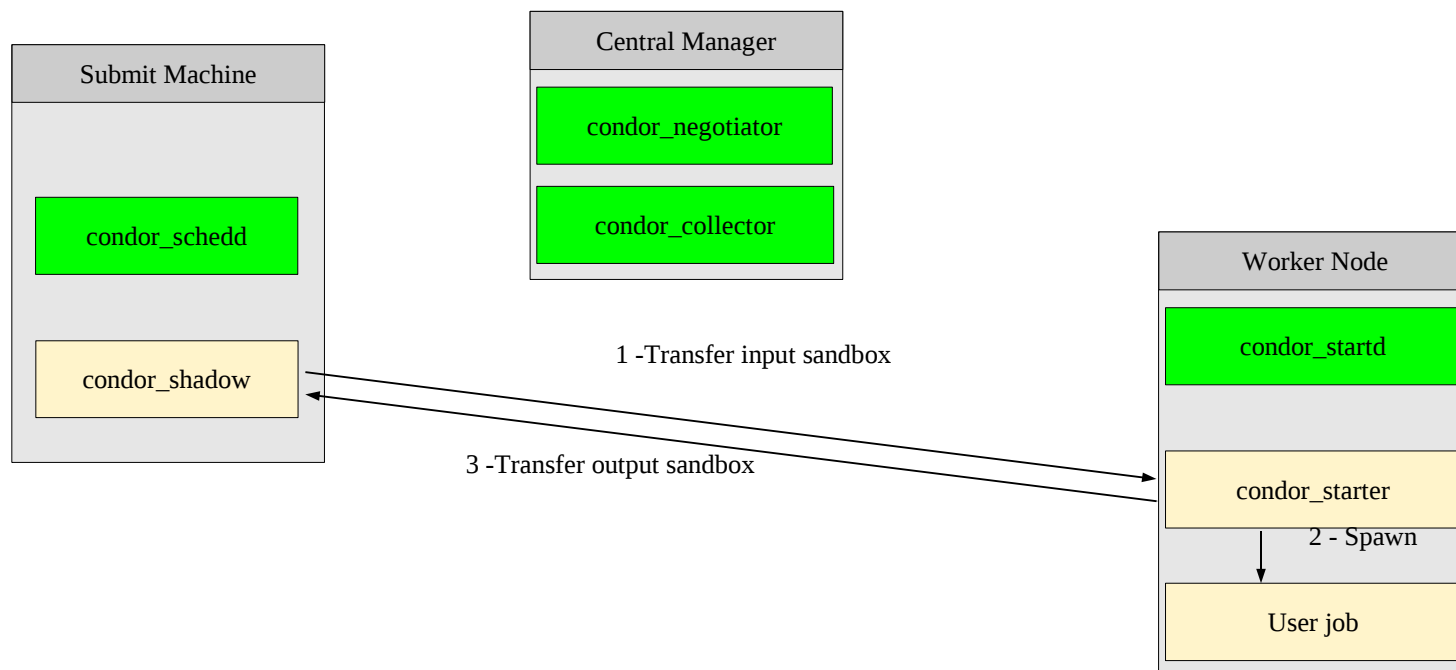 Submit Machine
condor_schedd
condor_shadow
Central Manager
condor_negotiator
condor_collector
1 -Transfer input sandbox
3 -Transfer output sandbox
Worker Node
condor_startd
condor_starter
2 - Spawn
User job